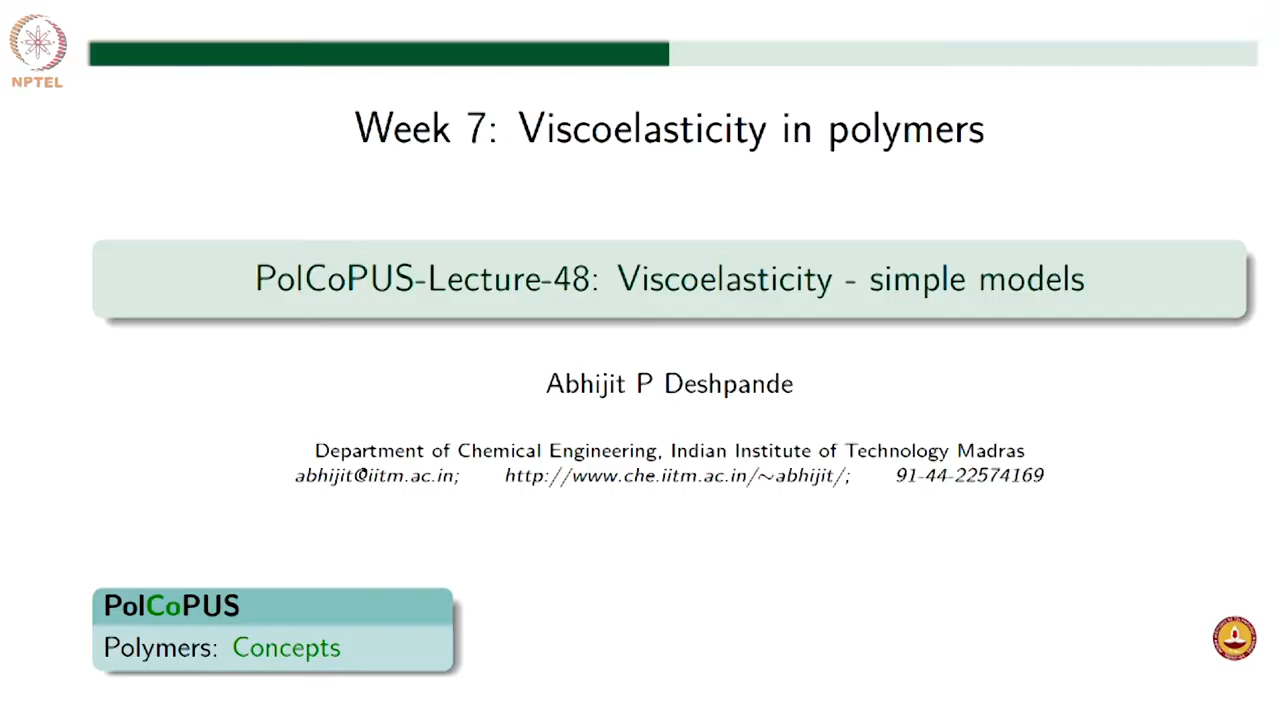 NPTEL
Week 7: Viscoelasticity in polymers
PolCoPUS-Lecture-48: Viscoelasticity - simple models
Abhijit P Deshpande
Department of Chemical Engineering, Indian Institute of Technology Madras
abhijit@iitm.ac.in; http://www.che.iitm.ac.in/~abhijit/; 91-44-22574169
PolCoPUS
Polymers: Concepts